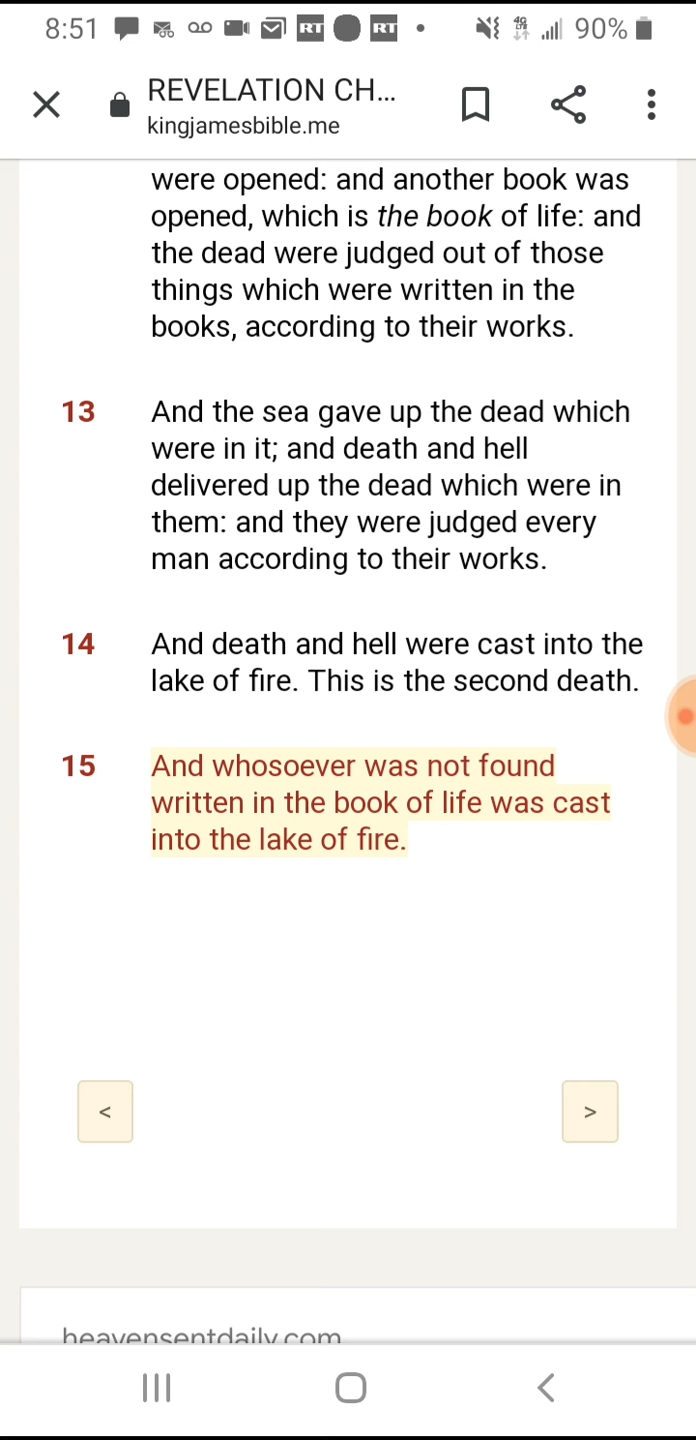 8:51 RT RT 4G 90%
REVELATION CH...
kingjamesbible.me
were opened: and another book was
opened, which is the book of life: and
the dead were judged out of those
things which were written in the
books, according to their works.
13 And the sea gave up the dead which
were in it; and death and hell
delivered up the dead which were in
them: and they were judged every
man according to their works.
14 And death and hell were cast into the
lake of fire. This is the second death.
15 And whosoever was not found
written in the book of life was cast
into the lake of fire.
< >
heavensentdaily.com